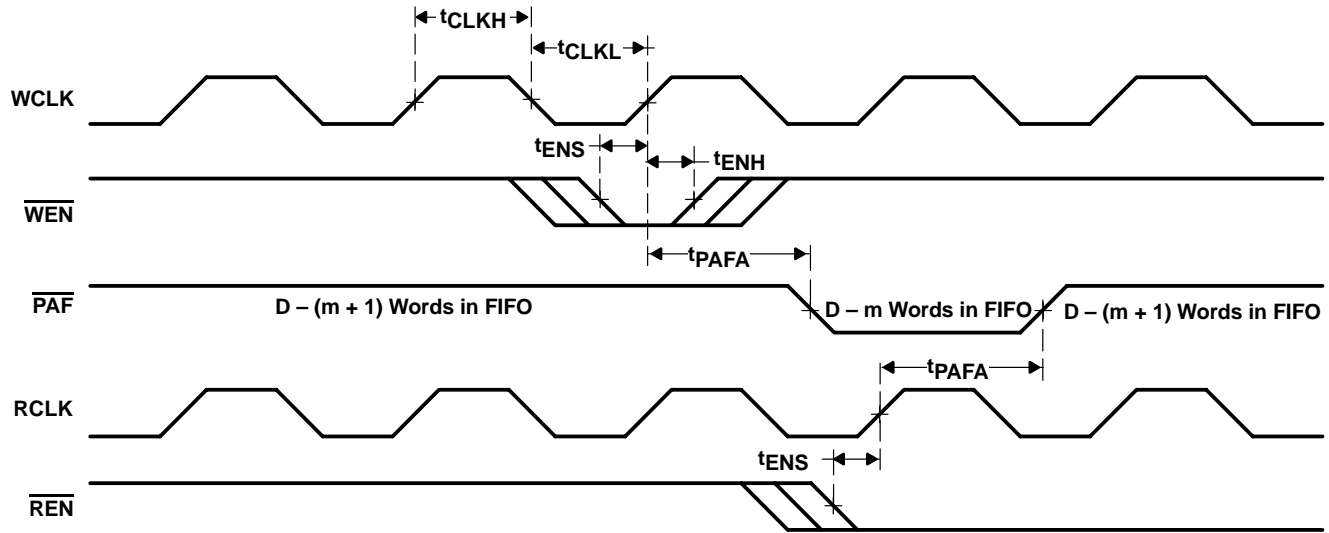 tCLKH
tCLKL
WCLK
tENS
tENH
WEN
tPAFA
PAF
D – (m + 1) Words in FIFO
D – m Words in FIFO
D – (m + 1) Words in FIFO
tPAFA
RCLK
tENS
REN